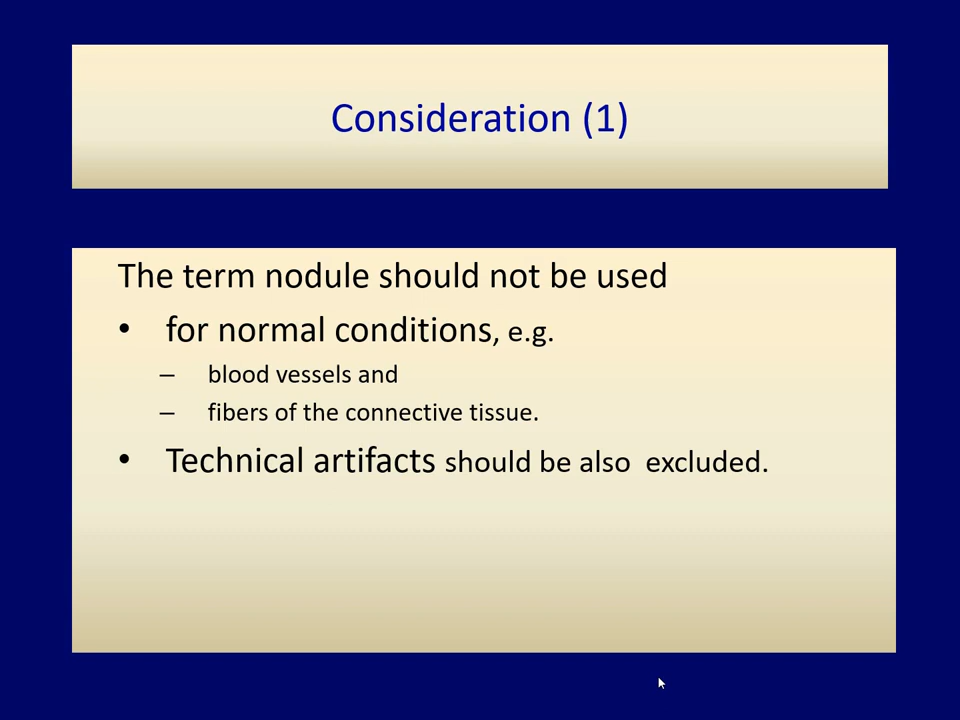 Consideration (1)
The term nodule should not be used
• for normal conditions, e.g.
– blood vessels and
– fibers of the connective tissue.
• Technical artifacts should be also  excluded.